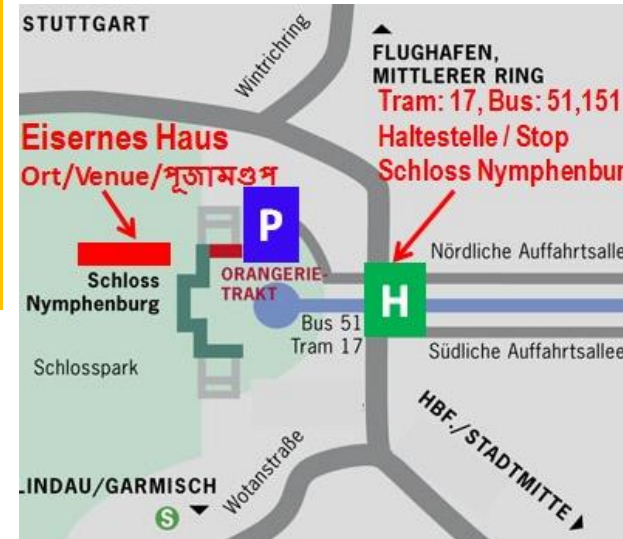 STUTTGART
Wintrichring
FLUGHAFEN,
MITTLERER RING
Tram: 17, Bus: 51,151
Haltestelle / Stop
Schloss Nymphenbur
Eisernes Haus
Ort/Venue/পূজামণ্ডপ
P
ORANGERIE-
TRAKT
Schloss
Nymphenburg
H
Nördliche Auffahrtsalle
Bus 51
Tram 17
Südliche Auffahrtsallee
Schlosspark
HBF./STADTMITTE
Wotanstraße
LINDAU/GARMISCH
S